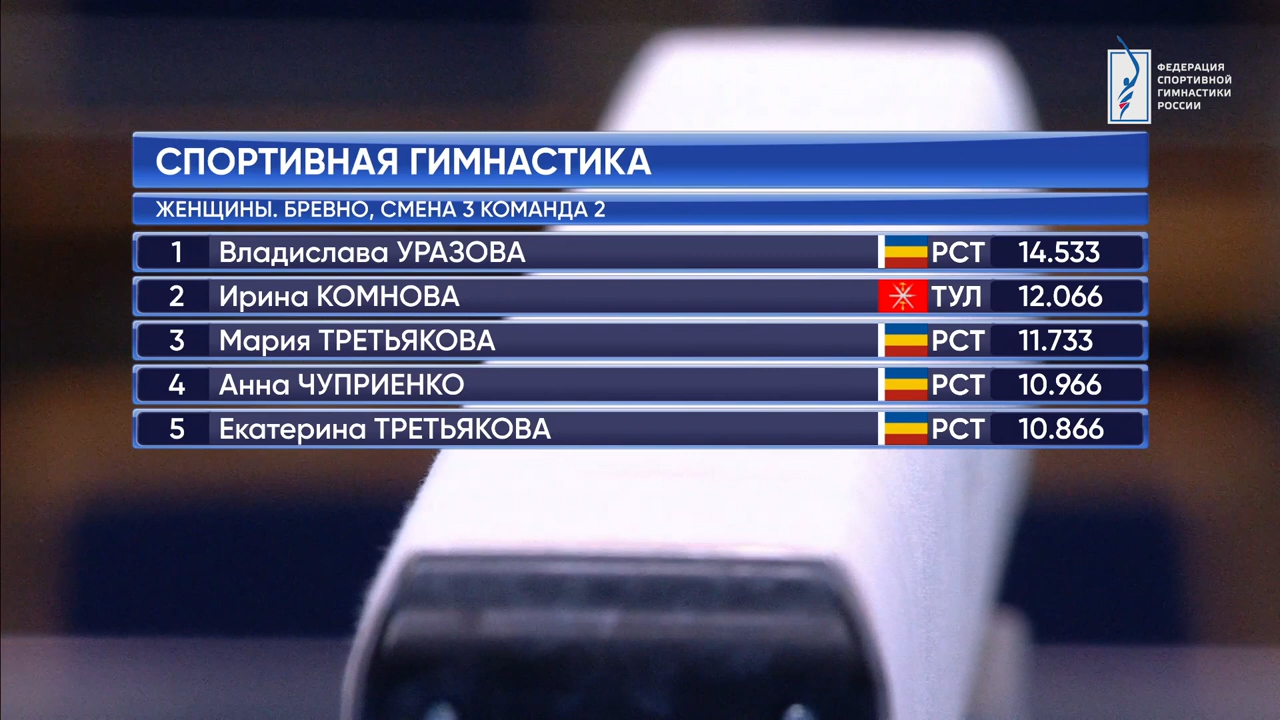 ФЕДЕРАЦИЯ
СПОРТИВНОЙ
ГИМНАСТИКИ
РОССИИ
СПОРТИВНАЯ ГИМНАСТИКА
ЖЕНЩИНЫ. БРЕВНО, СМЕНА 3 КОМАНДА 2
1 Владислава УРАЗОВА РСТ 14.533
2 Ирина КОМНОВА ТУЛ 12.066
3 Мария ТРЕТЬЯКОВА РСТ 11.733
4 Анна ЧУПРИЕНКО РСТ 10.966
5 Екатерина ТРЕТЬЯКОВА РСТ 10.866